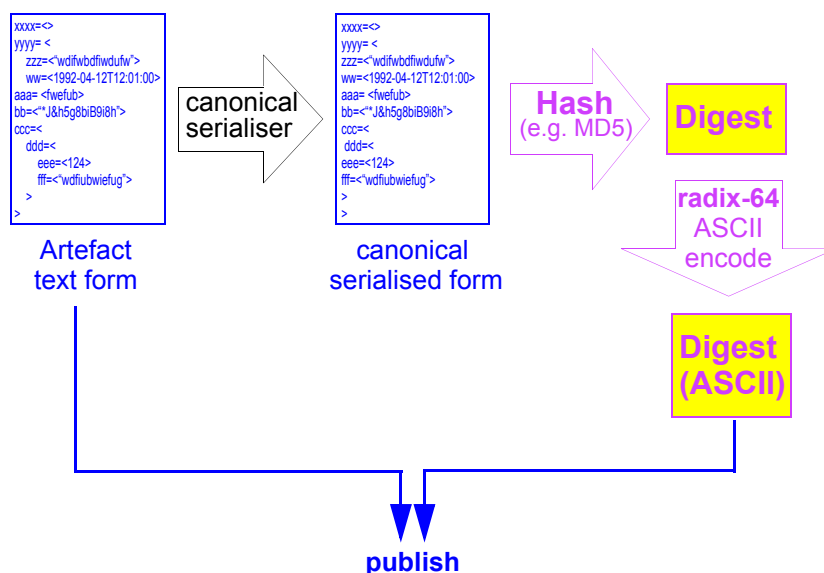 xxxx=<>
yyyy= <
zzz=<“wdifwbdfiwdufw”>
ww=<1992-04-12T12:01:00>
aaa= <fwefub>
bb=<“*J&h5g8biB9i8h”>
ccc=<
ddd=<
eee=<124>
fff=<“wdfiubwiefug”>
>
>
Artefact
text form
canonical
serialiser
xxxx=<>
yyyy= <
zzz=<“wdifwbdfiwdufw”>
ww=<1992-04-12T12:01:00>
aaa= <fwefub>
bb=<“*J&h5g8biB9i8h”>
ccc=<
ddd=<
eee=<124>
fff=<“wdfiubwiefug”>
>
>
canonical
serialised form
Hash
(e.g. MD5)
Digest
radix-64
ASCII
encode
Digest
(ASCII)
publish